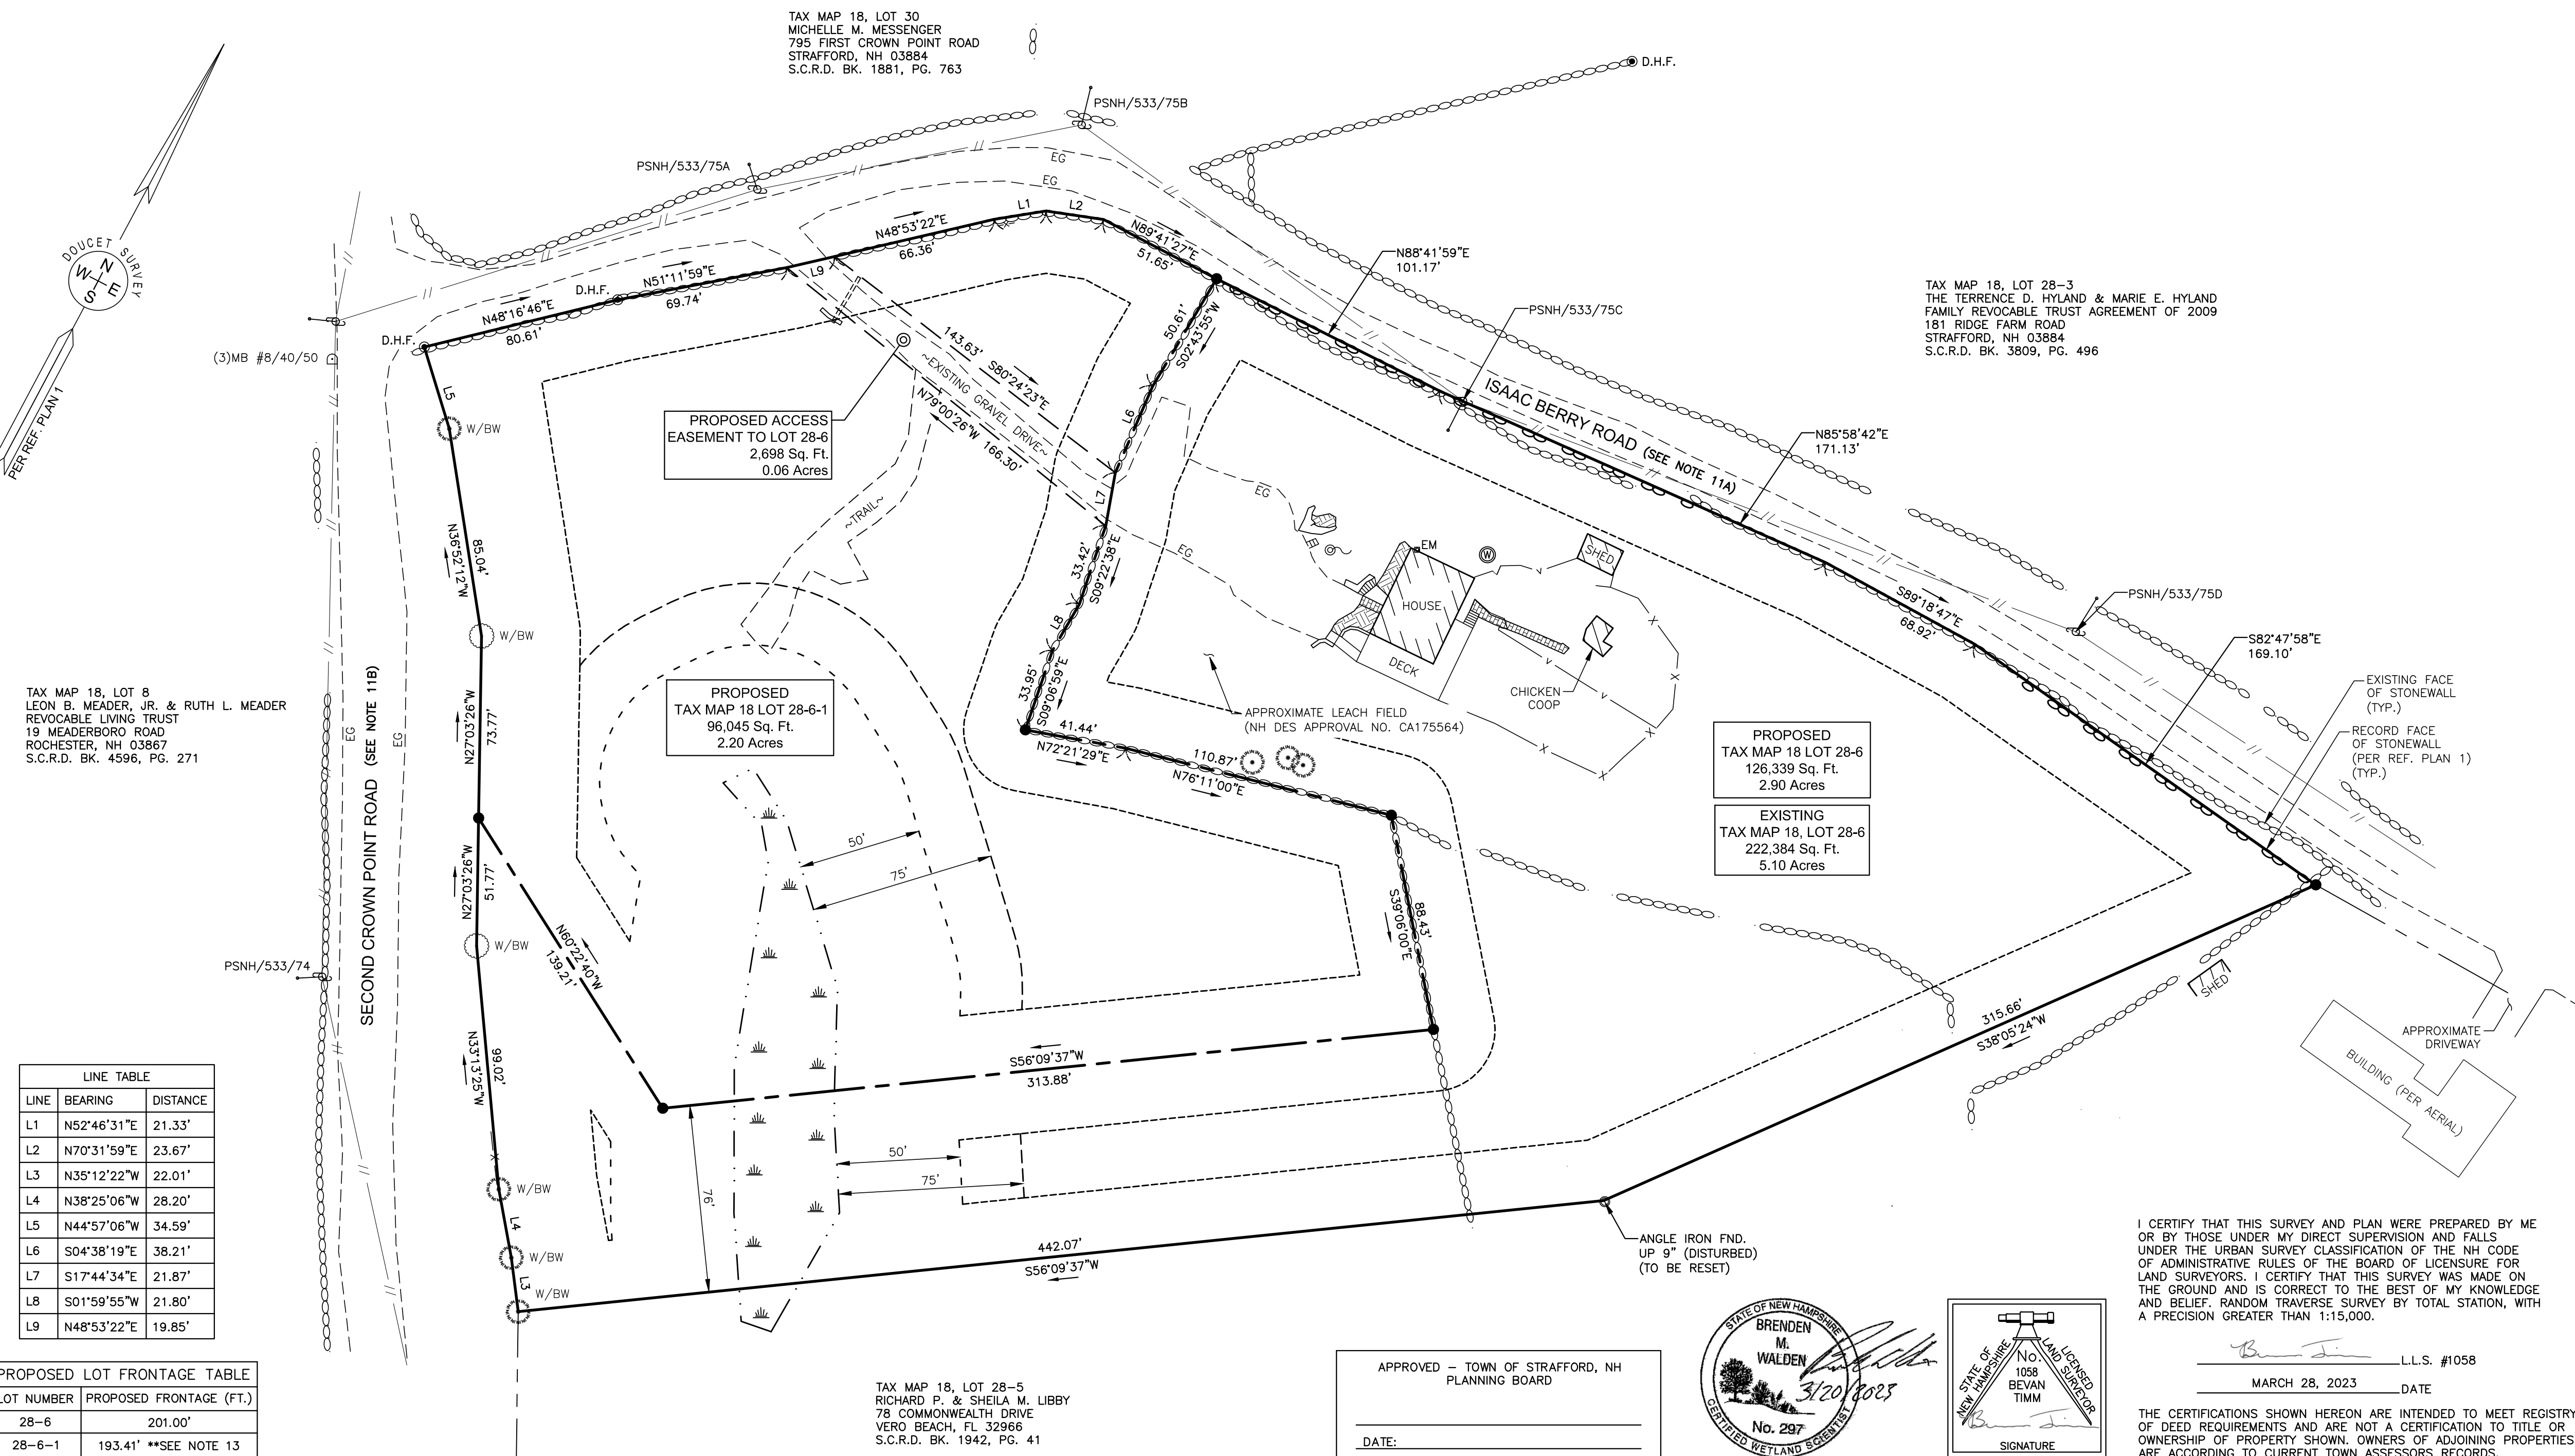 TAX MAP 18, LOT 30
MICHELLE M. MESSENGER
795 FIRST CROWN POINT ROAD
STRAFFORD, NH 03884
S.C.R.D. BK. 1881, PG. 763
D.H.F.
PSNH/533/75B
PSNH/533/75A
EG
EG
DOUCET SURVEY
N
E
S
W
PER REF. PLAN 1
(3)MB #8/40/50
D.H.F.
N48°16'46"E
80.61'
D.H.F.
N51°11'59"E
69.74'
L9
N48°53'22"E
66.36'
L1
L2
N89°41'27"E
51.65'
N88°41'59"E
101.17'
PSNH/533/75C
ISAAC BERRY ROAD (SEE NOTE 11A)
N85°58'42"E
171.13'
TAX MAP 18, LOT 28-3
THE TERRENCE D. HYLAND & MARIE E. HYLAND
FAMILY REVOCABLE TRUST AGREEMENT OF 2009
181 RIDGE FARM ROAD
STRAFFORD, NH 03884
S.C.R.D. BK. 3809, PG. 496
L5
W/BW
PROPOSED ACCESS
EASEMENT TO LOT 28-6
2,698 Sq. Ft.
0.06 Acres
143.63' S80°24'23"E
~EXISTING GRAVEL DRIVE~
N79°00'26"W 166.30'
~TRAIL~
50.61'
S02°43'55"W
L6
L7
33.42'
S09°22'38"E
L8
33.95'
S09°06'59"E
EG
EG
EM
W
SHED
HOUSE
DECK
CHICKEN
COOP
V
V
V
V
X
X
X
X
X
S89°18'47"E
68.92'
PSNH/533/75D
S82°47'58"E
169.10'
EXISTING FACE
OF STONEWALL
(TYP.)
RECORD FACE
OF STONEWALL
(PER REF. PLAN 1)
(TYP.)
N36°52'12"W
85.04'
W/BW
TAX MAP 18, LOT 8
LEON B. MEADER, JR. & RUTH L. MEADER
REVOCABLE LIVING TRUST
19 MEADERBORO ROAD
ROCHESTER, NH 03867
S.C.R.D. BK. 4596, PG. 271
EG
EG
SECOND CROWN POINT ROAD (SEE NOTE 11B)
N27°03'26"W
73.77'
PROPOSED
TAX MAP 18 LOT 28-6-1
96,045 Sq. Ft.
2.20 Acres
APPROXIMATE LEACH FIELD
(NH DES APPROVAL NO. CA175564)
41.44'
N72°21'29"E
110.87'
N76°11'00"E
PROPOSED
TAX MAP 18 LOT 28-6
126,339 Sq. Ft.
2.90 Acres
EXISTING
TAX MAP 18, LOT 28-6
222,384 Sq. Ft.
5.10 Acres
50'
75'
N27°03'26"W
51.77'
W/BW
PSNH/533/74
N60°22'40"W
139.21'
88.43'
S39°06'00"E
SHED
315.66'
S38°05'24"W
APPROXIMATE
DRIVEWAY
BUILDING (PER AERIAL)
N33°13'25"W
99.02'
S56°09'37"W
313.88'
50'
75'
76'
X
W/BW
L4
W/BW
L3
W/BW
442.07'
S56°09'37"W
ANGLE IRON FND.
UP 9" (DISTURBED)
(TO BE RESET)
LINE TABLE
LINE BEARING DISTANCE
L1 N52°46'31"E 21.33'
L2 N70°31'59"E 23.67'
L3 N35°12'22"W 22.01'
L4 N38°25'06"W 28.20'
L5 N44°57'06"W 34.59'
L6 S04°38'19"E 38.21'
L7 S17°44'34"E 21.87'
L8 S01°59'55"W 21.80'
L9 N48°53'22"E 19.85'
PROPOSED LOT FRONTAGE TABLE
LOT NUMBER PROPOSED FRONTAGE (FT.)
28-6 201.00'
28-6-1 193.41' **SEE NOTE 13
TAX MAP 18, LOT 28-5
RICHARD P. & SHEILA M. LIBBY
78 COMMONWEALTH DRIVE
VERO BEACH, FL 32966
S.C.R.D. BK. 1942, PG. 41
APPROVED – TOWN OF STRAFFORD, NH
PLANNING BOARD
DATE:
STATE OF NEW HAMPSHIRE
BRENDEN
M.
WALDEN
3/20/2023
No. 297
CERTIFIED WETLAND SCIENTIST
STATE OF
NEW HAMPSHIRE
LICENSED
LAND SURVEYOR
No.
1058
BEVAN
TIMM
SIGNATURE
I CERTIFY THAT THIS SURVEY AND PLAN WERE PREPARED BY ME
OR BY THOSE UNDER MY DIRECT SUPERVISION AND FALLS
UNDER THE URBAN SURVEY CLASSIFICATION OF THE NH CODE
OF ADMINISTRATIVE RULES OF THE BOARD OF LICENSURE FOR
LAND SURVEYORS. I CERTIFY THAT THIS SURVEY WAS MADE ON
THE GROUND AND IS CORRECT TO THE BEST OF MY KNOWLEDGE
AND BELIEF. RANDOM TRAVERSE SURVEY BY TOTAL STATION, WITH
A PRECISION GREATER THAN 1:15,000.
L.L.S. #1058
MARCH 28, 2023 DATE
THE CERTIFICATIONS SHOWN HEREON ARE INTENDED TO MEET REGISTRY
OF DEED REQUIREMENTS AND ARE NOT A CERTIFICATION TO TITLE OR
OWNERSHIP OF PROPERTY SHOWN. OWNERS OF ADJOINING PROPERTIES
ARE ACCORDING TO CURRENT TOWN ASSESSORS RECORDS.